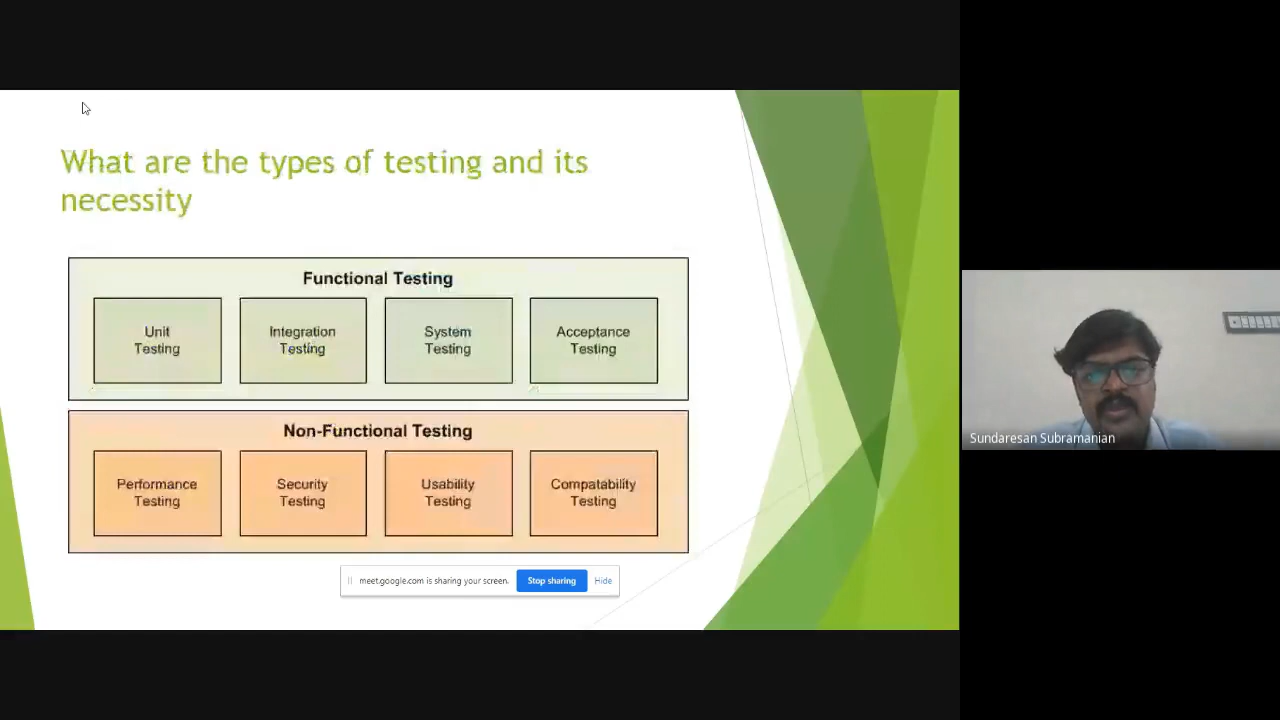 What are the types of testing and its
necessity
Functional Testing
Unit
Testing
Integration
Testing
System
Testing
Acceptance
Testing
Non-Functional Testing
Performance
Testing
Security
Testing
Usability
Testing
Compatability
Testing
meet.google.com is sharing your screen.
Stop sharing
Hide
Sundaresan Subramanian